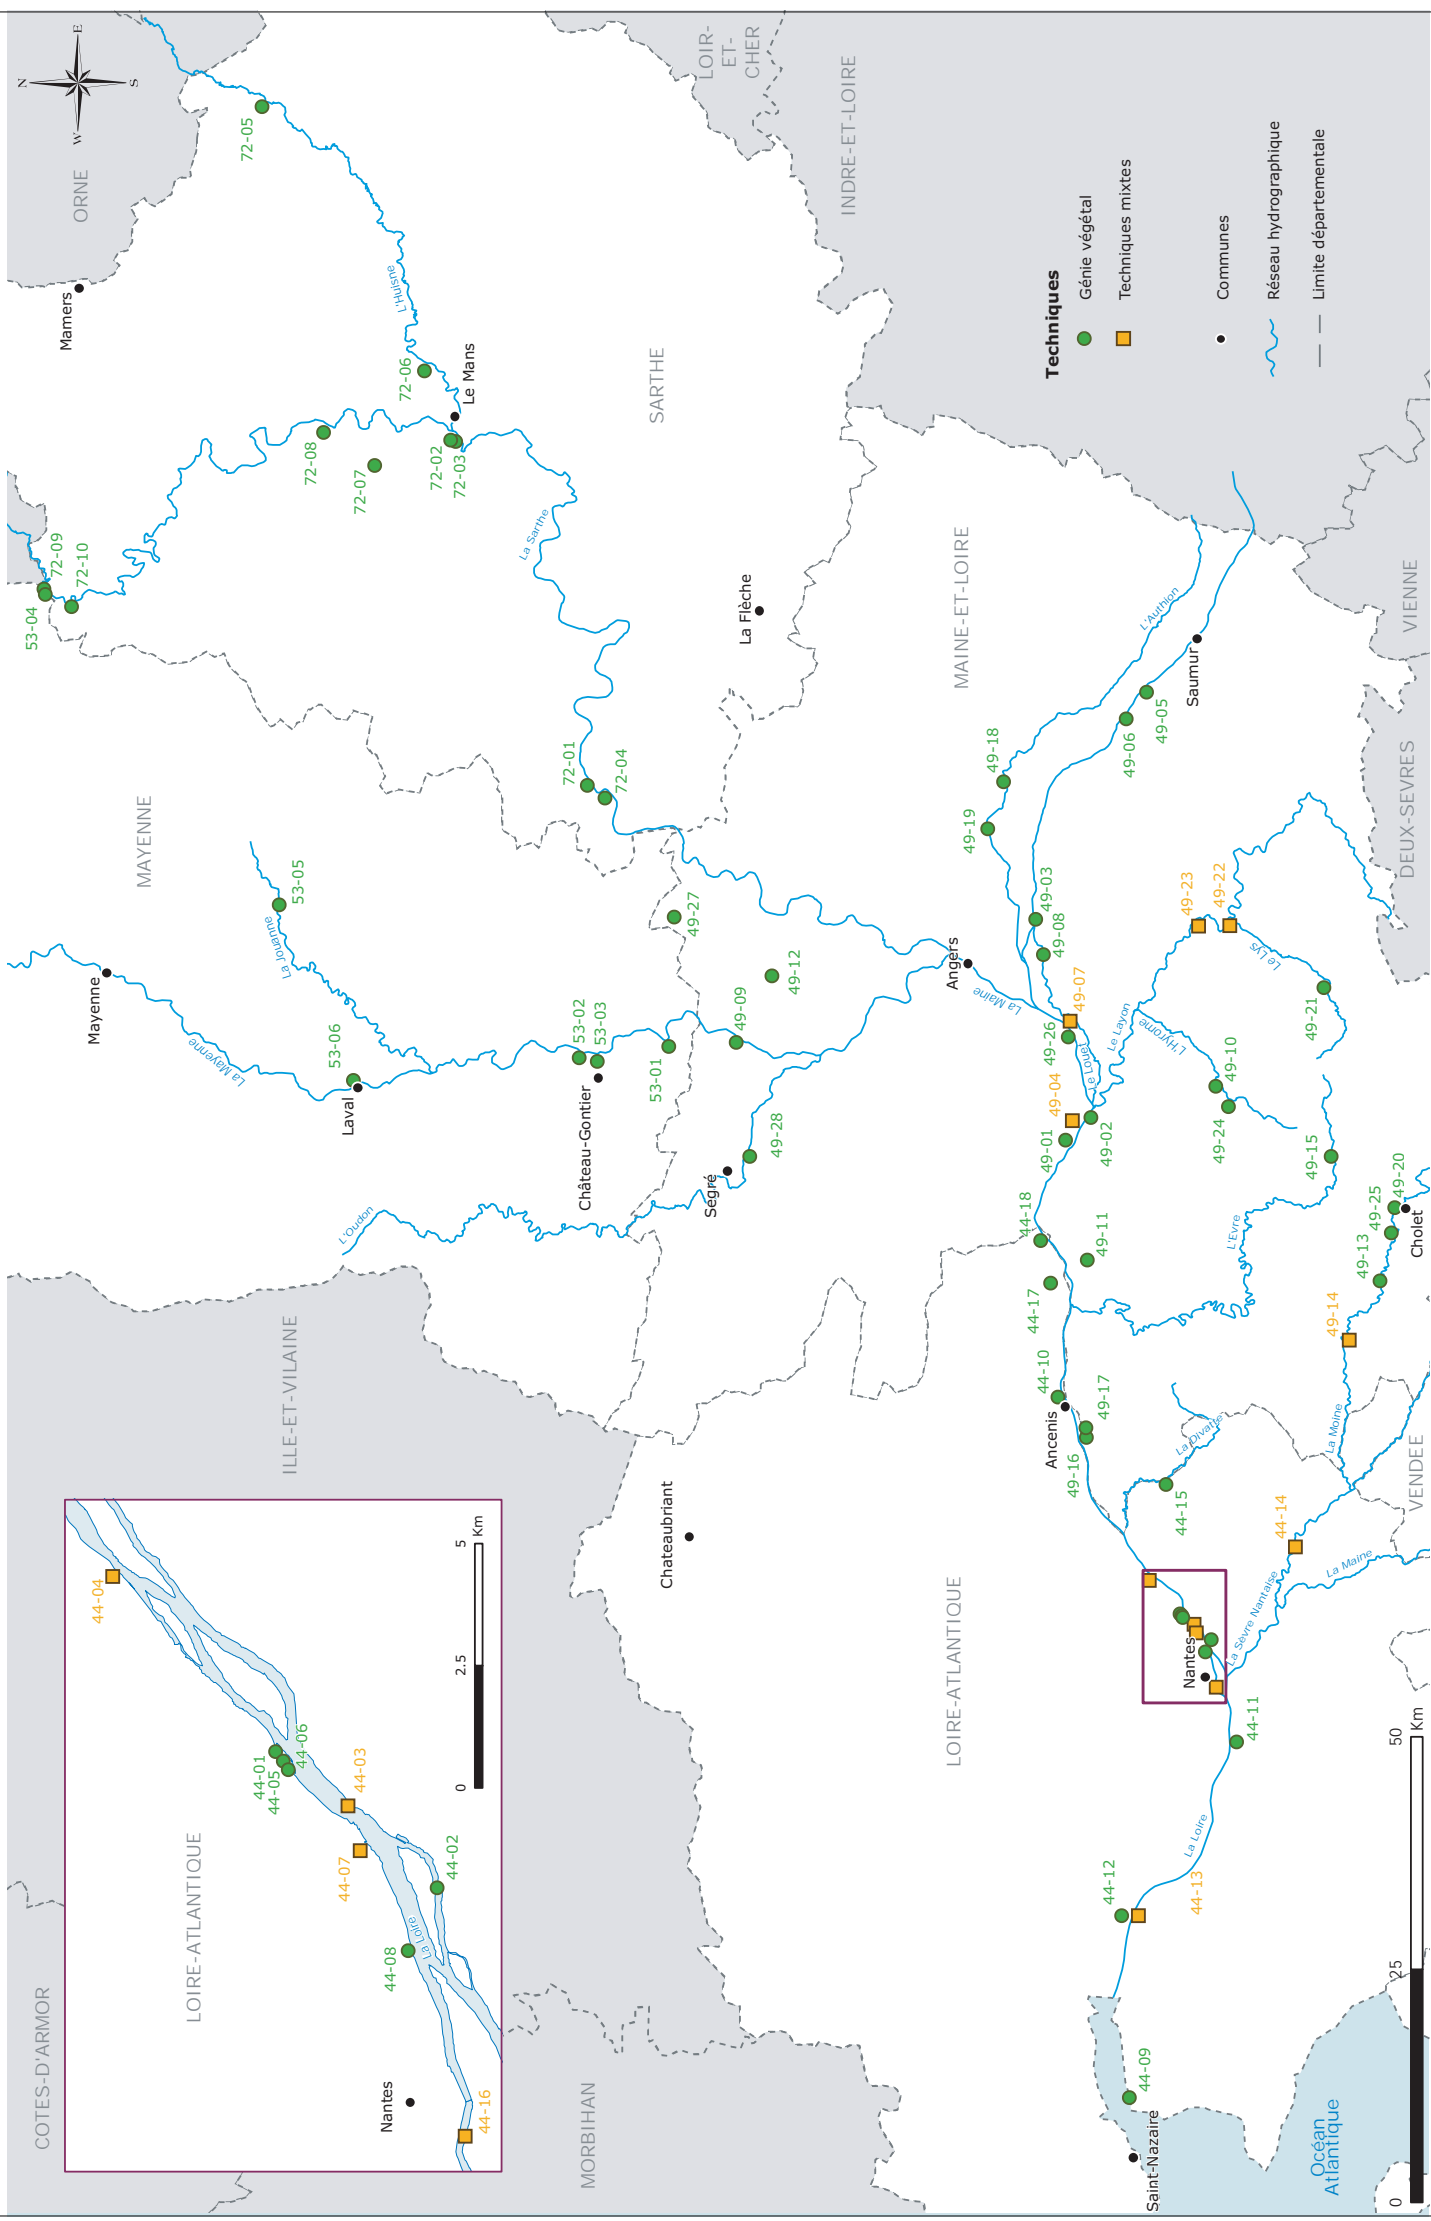 COTES-D'ARMOR
ILLE-ET-VILAINE
MAYENNE
ORNE
LOIR-
ET-
CHER
INDRE-ET-LOIRE
SARTHE
MORBIHAN
LOIRE-ATLANTIQUE
MAINE-ET-LOIRE
VENDEE
DEUX-SEVRES
VIENNE
N
E
S
W
LOIRE-ATLANTIQUE
Nantes
La Loire
44-16
44-08
44-02
44-07
44-03
44-05
44-01
44-06
44-04
0
2.5
5
Km
Mayenne
La Mayenne
La Jouanne
53-05
53-06
Laval
L'Oudon
Château-Gontier
53-02
53-03
53-01
53-04
72-09
72-10
Mamers
72-05
L'Huisne
72-06
Le Mans
72-08
72-07
72-02
72-03
La Sarthe
La Flèche
72-01
72-04
49-27
49-12
49-09
49-28
Segré
Chateaubriant
Angers
La Maine
49-19
49-18
L'Authion
49-06
49-05
Saumur
49-03
49-08
49-07
49-26
Le Louet
49-04
49-01
49-02
Le Layon
L'Hyrome
49-10
49-24
49-23
49-22
Le Lys
49-21
49-15
L'Evre
44-18
49-11
44-17
44-10
Ancenis
49-17
49-16
La Divatte
44-15
49-20
49-25
Cholet
49-13
49-14
La Moine
44-14
La Maine
La Sèvre Nantaise
Nantes
44-11
La Loire
44-12
44-13
44-09
Saint-Nazaire
Océan
Atlantique
0
25
50
Km
Techniques
Génie végétal
Techniques mixtes
Communes
Réseau hydrographique
Limite départementale